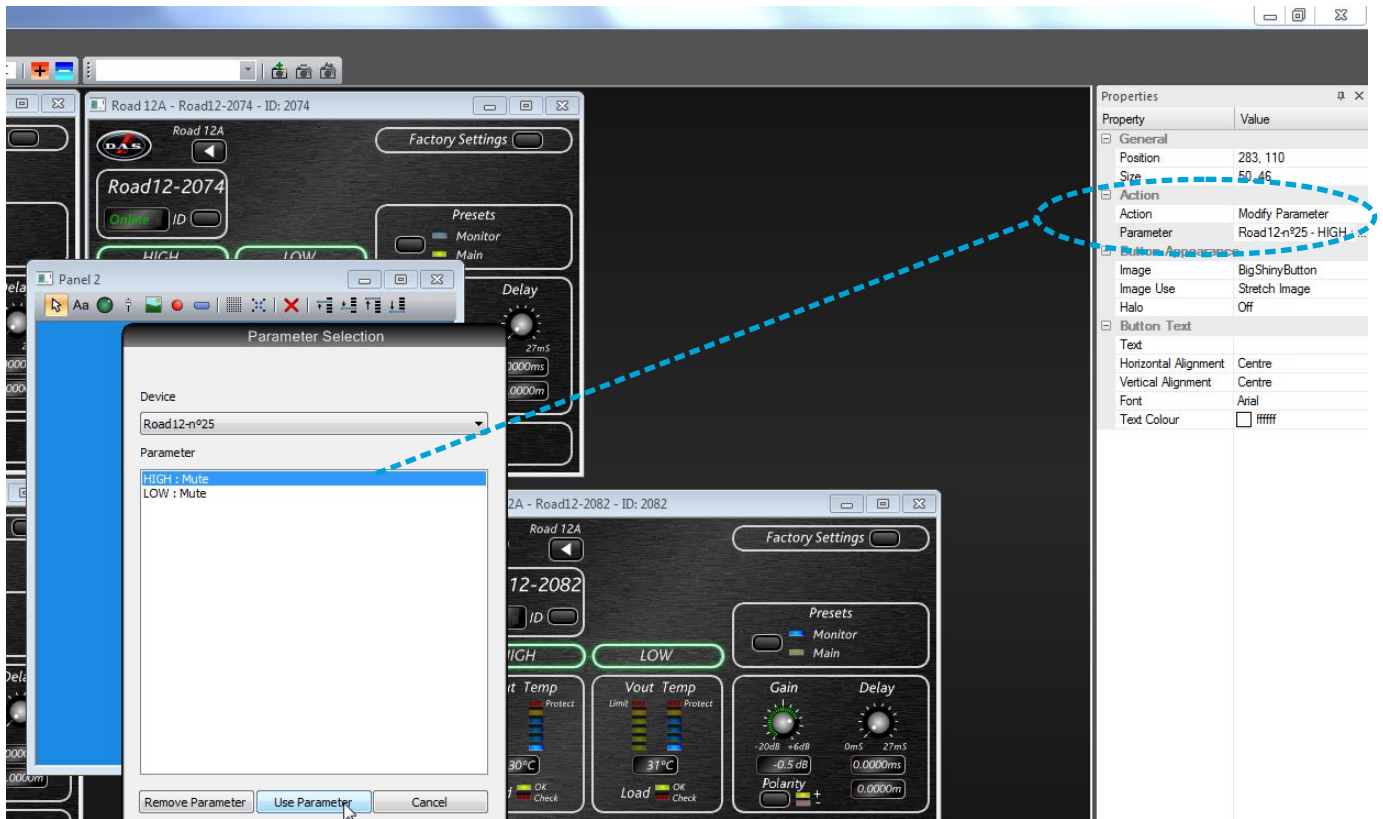 Road 12A - Road12-2074 - ID: 2074
D.A.S.
Road 12A
Factory Settings
Road12-2074
Online
ID
Presets
Monitor
Main
HIGH
LOW
Delay
27mS
Panel 2
Aa
Parameter Selection
Device
Road12-nº25
Parameter
HIGH : Mute
LOW : Mute
Remove Parameter
Use Parameter
Cancel
2A - Road12-2082 - ID: 2082
Road 12A
Factory Settings
12-2082
ID
Presets
Monitor
Main
LOW
Temp
Protect
Vout Temp
Limit
Protect
Gain
Delay
-20dB +6dB
0mS 27mS
30°C
31°C
-0.5 dB
0.0000ms
OK
Check
Load
OK
Check
Polarity
+
-
0.0000m
Properties
Property Value
General
Position 283, 110
Size 50, 46
Action
Action Modify Parameter
Parameter Road12-nº25 - HIGH : ...
Button Appearance
Image BigShinyButton
Image Use Stretch Image
Halo Off
Button Text
Text
Horizontal Alignment Centre
Vertical Alignment Centre
Font Arial
Text Colour ffffff